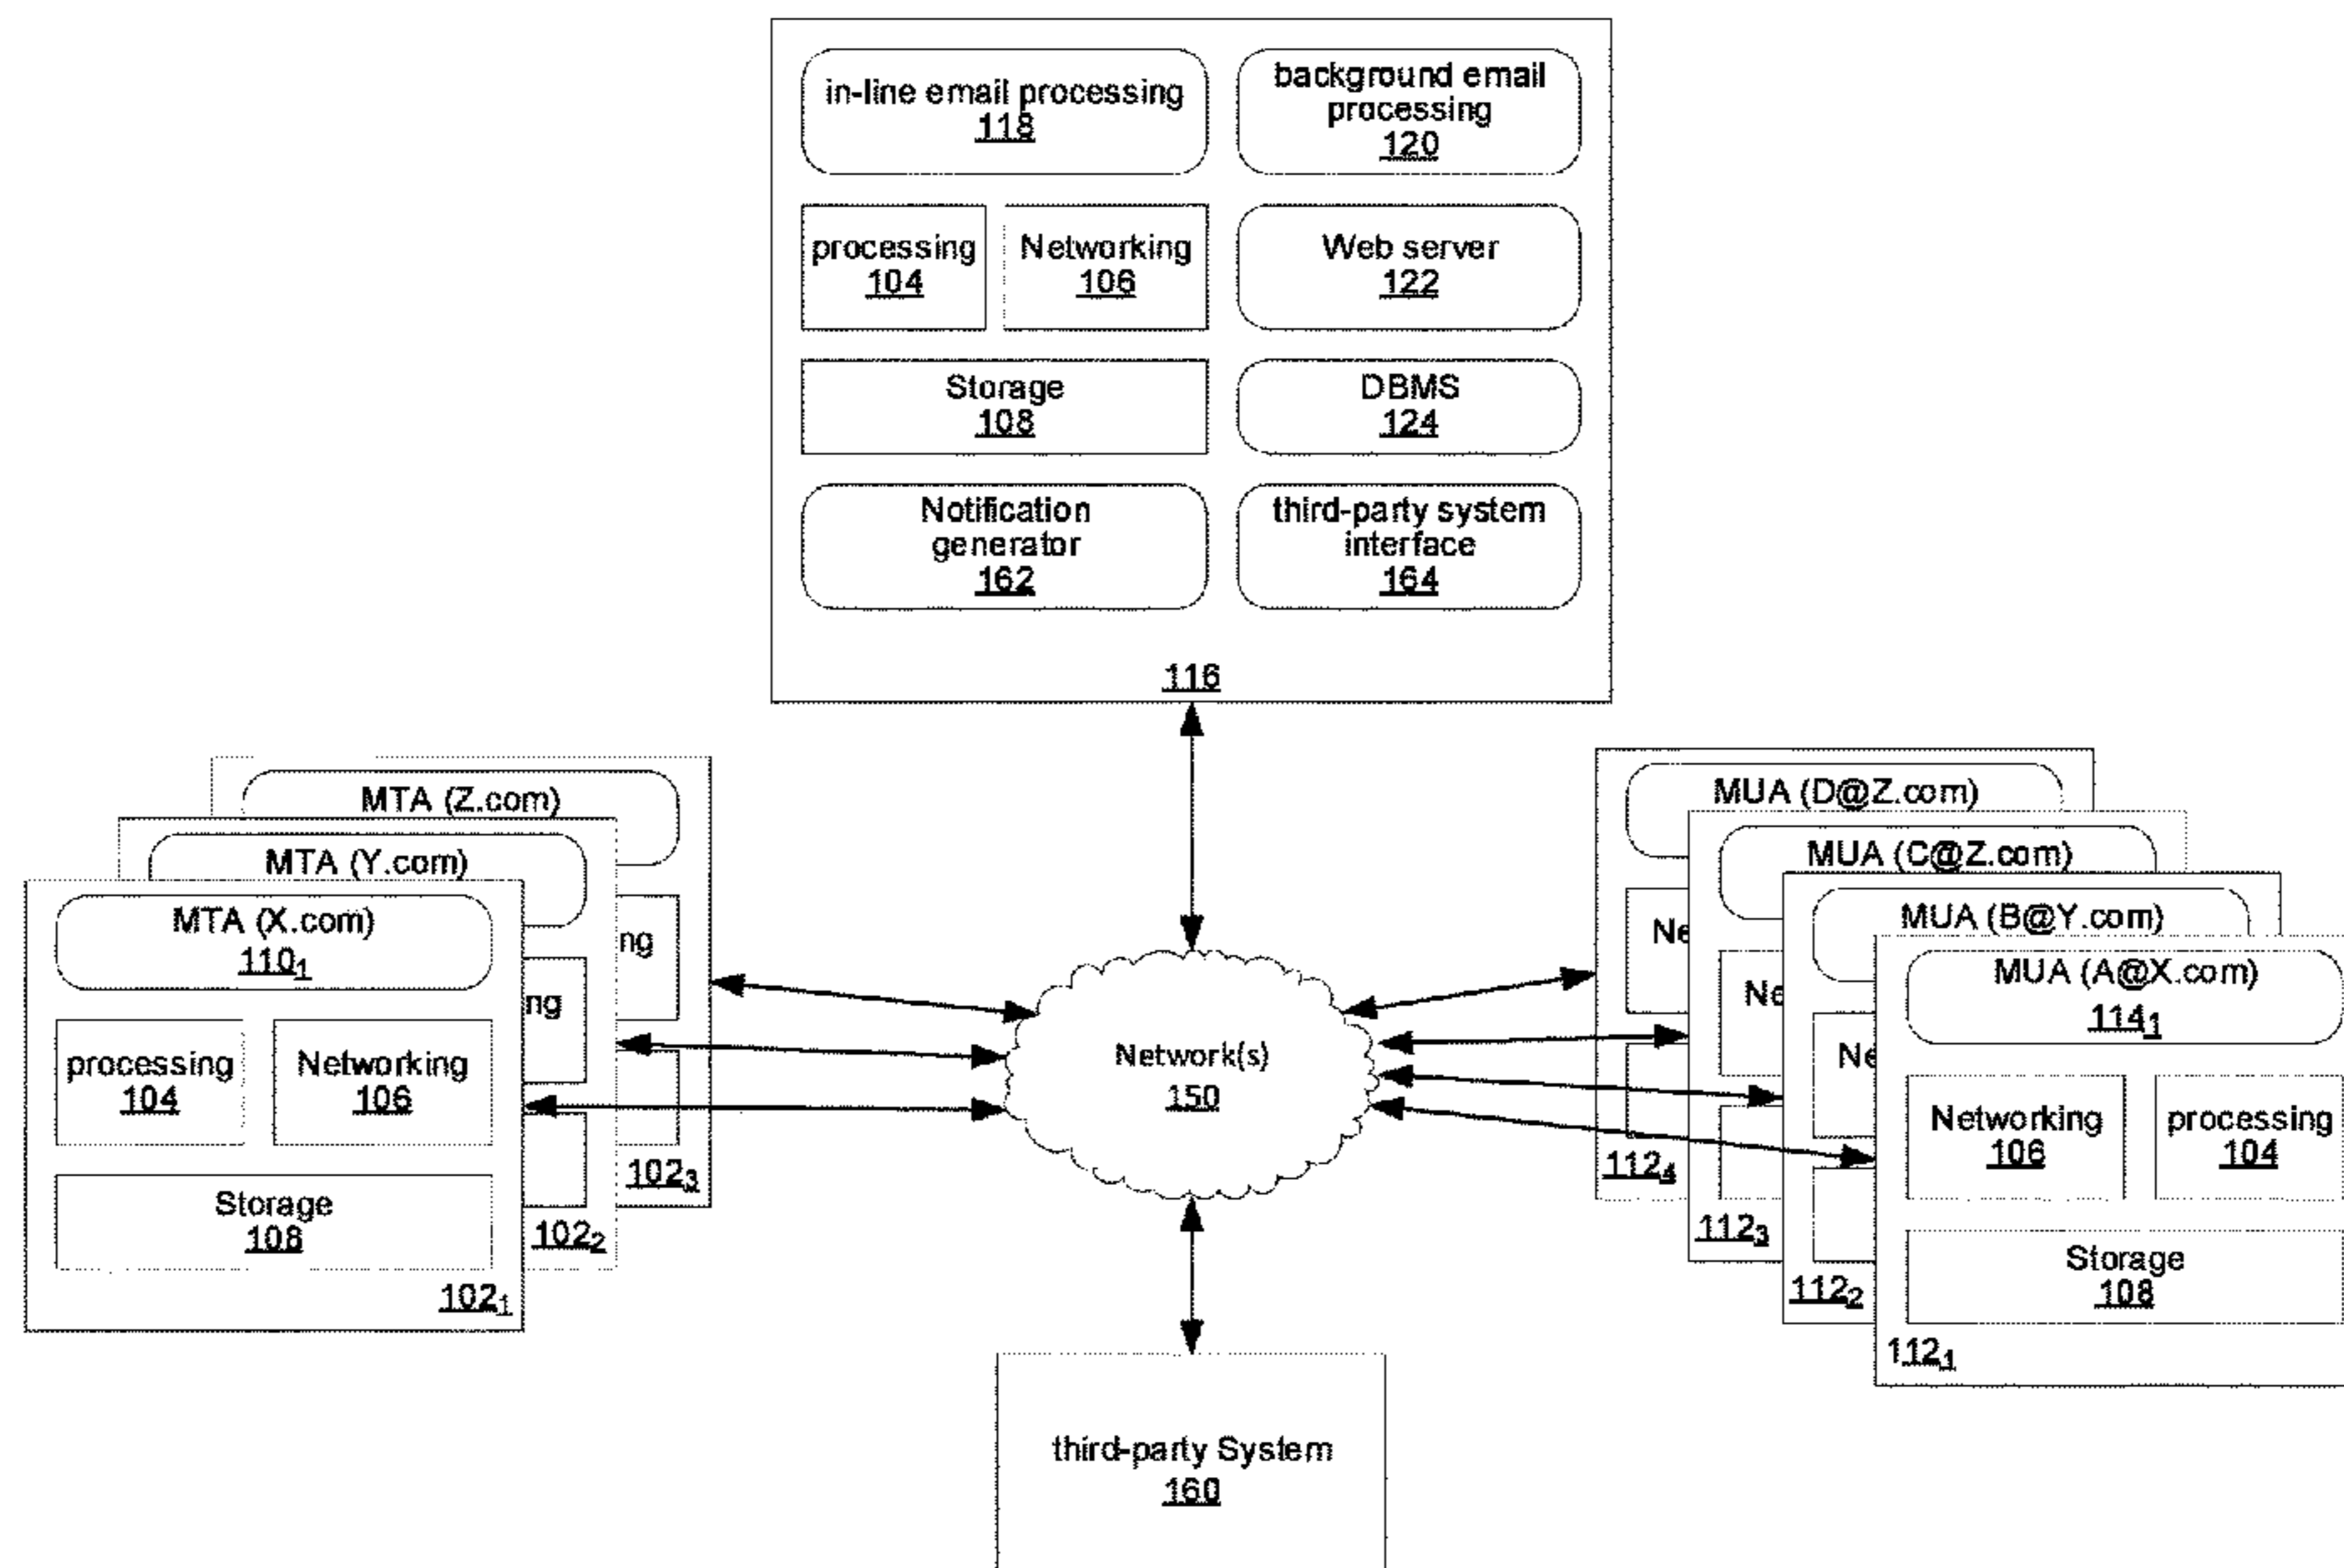 in-line email processing
118
background email
processing
120
processing
104
Networking
106
Web server
122
Storage
108
DBMS
124
Notification
generator
162
third-party system
interface
164
116
MTA (Z.com)
MTA (Y.com)
MTA (X.com)
110₁
ng
ng
processing
104
Networking
106
Storage
108
102₃
102₂
102₁
Network(s)
150
MUA (D@Z.com)
MUA (C@Z.com)
MUA (B@Y.com)
MUA (A@X.com)
114₁
Ne
Ne
Ne
Networking
106
processing
104
Storage
108
112₄
112₃
112₂
112₁
third-party System
160